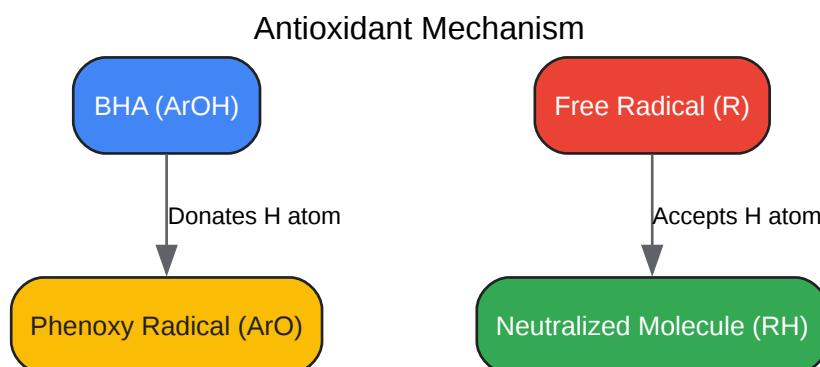 Antioxidant Mechanism
BHA (ArOH)
Free Radical (R)
Donates H atom
Accepts H atom
Phenoxy Radical (ArO)
Neutralized Molecule (RH)